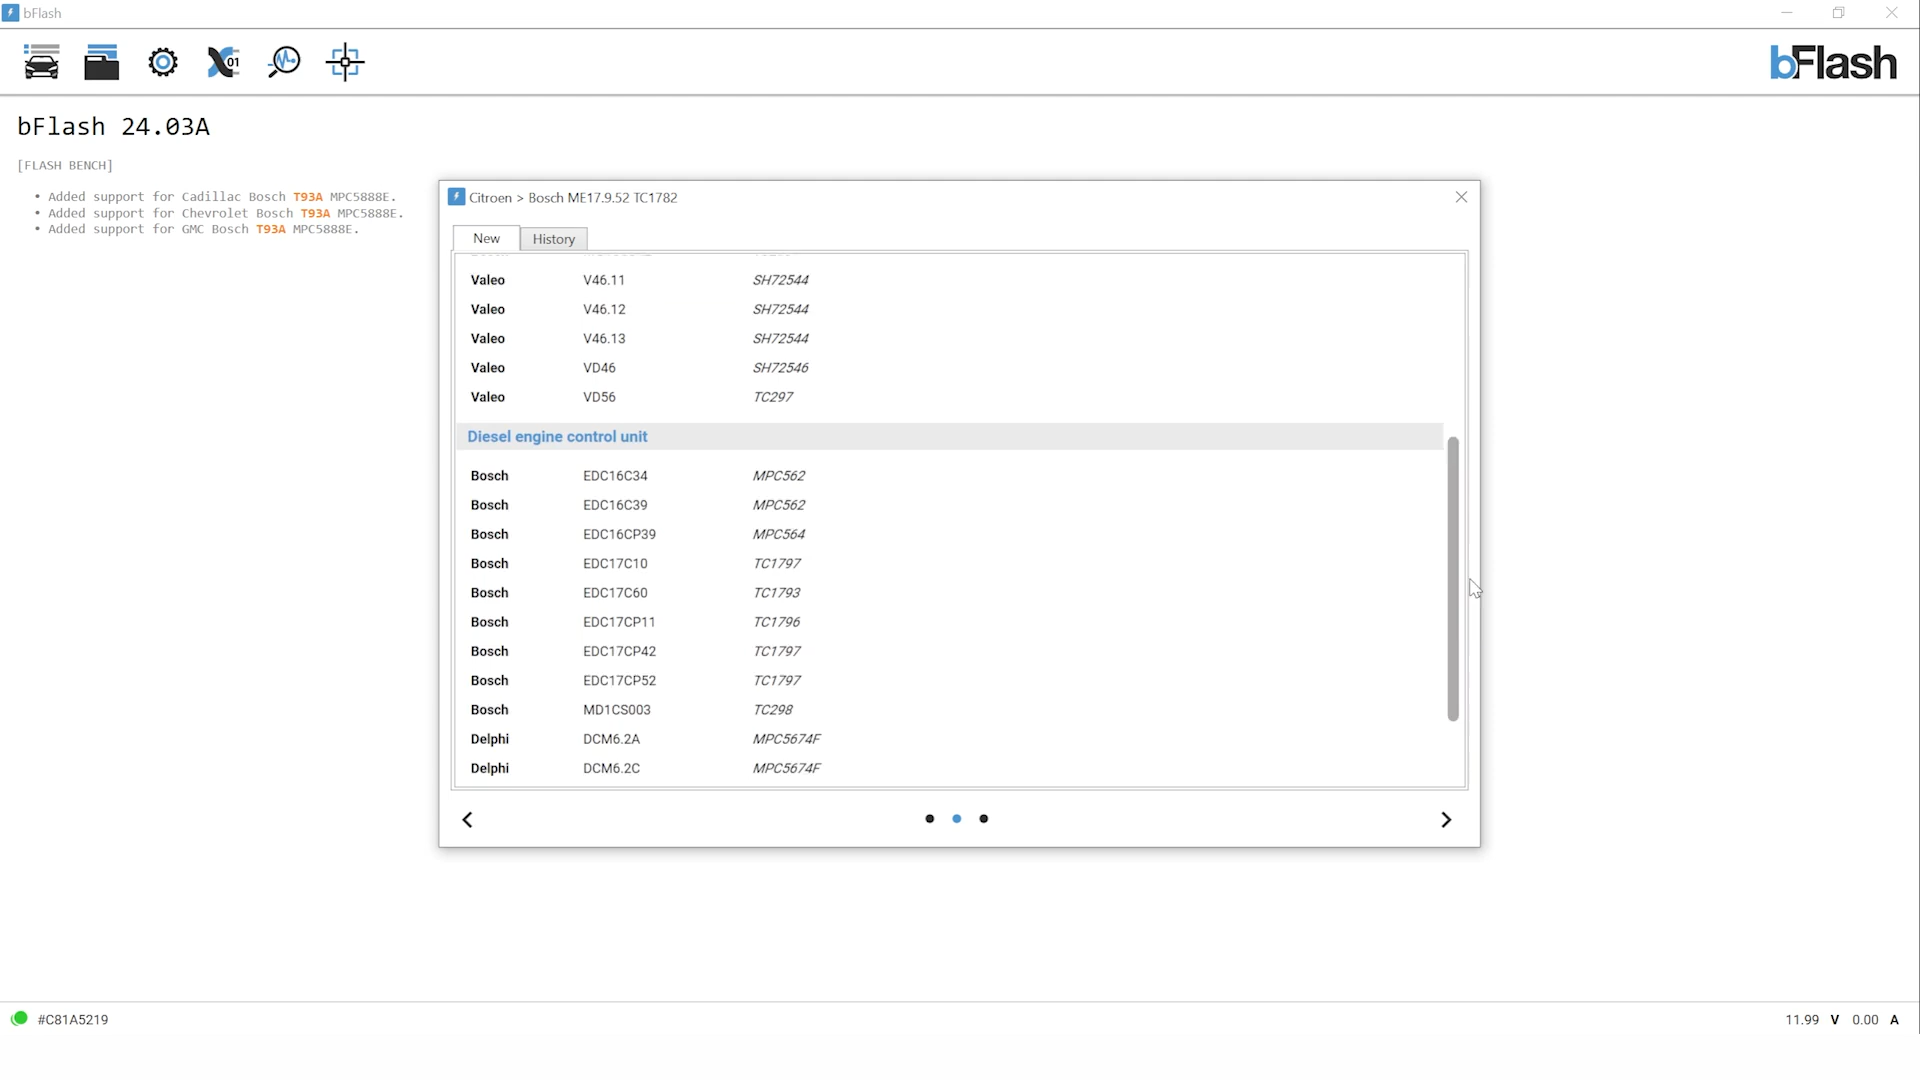 bFlash
01
bFlash
bFlash 24.03A
[FLASH BENCH]
• Added support for Cadillac Bosch T93A MPC5888E.
• Added support for Chevrolet Bosch T93A MPC5888E.
• Added support for GMC Bosch T93A MPC5888E.
Citroen > Bosch ME17.9.52 TC1782
New History
Valeo V46.11 SH72544
Valeo V46.12 SH72544
Valeo V46.13 SH72544
Valeo VD46 SH72546
Valeo VD56 TC297
Diesel engine control unit
Bosch EDC16C34 MPC562
Bosch EDC16C39 MPC562
Bosch EDC16CP39 MPC564
Bosch EDC17C10 TC1797
Bosch EDC17C60 TC1793
Bosch EDC17CP11 TC1796
Bosch EDC17CP42 TC1797
Bosch EDC17CP52 TC1797
Bosch MD1CS003 TC298
Delphi DCM6.2A MPC5674F
Delphi DCM6.2C MPC5674F
#C81A5219
11.99 V 0.00 A